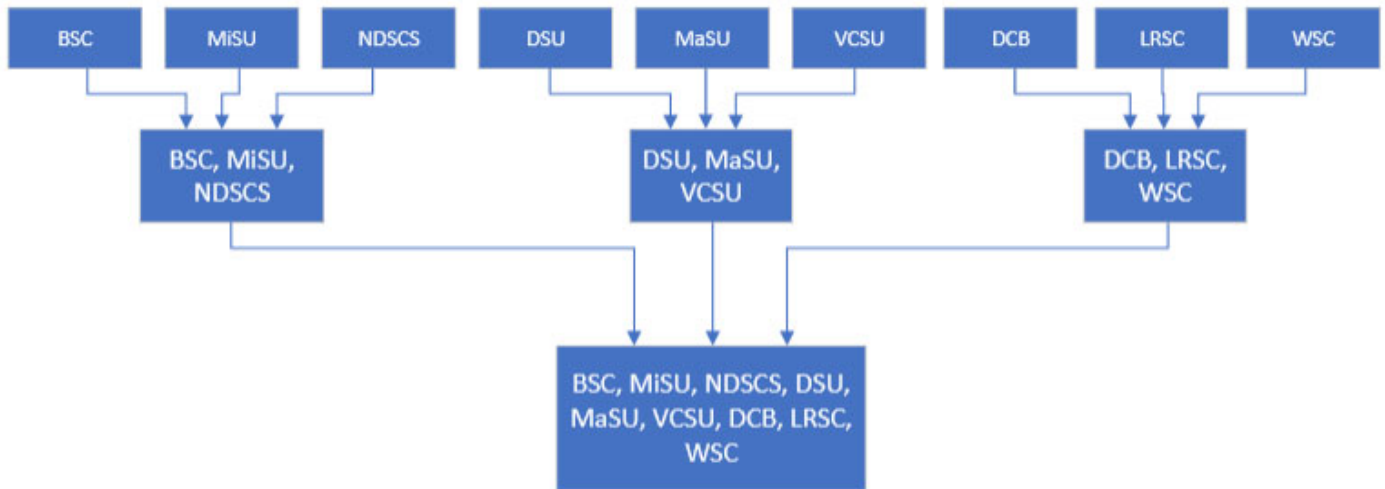 BSC
MiSU
NDSCS
DSU
MaSU
VCSU
DCB
LRSC
WSC
BSC, MiSU,
NDSCS
DSU, MaSU,
VCSU
DCB, LRSC,
WSC
BSC, MiSU, NDSCS, DSU,
MaSU, VCSU, DCB, LRSC,
WSC